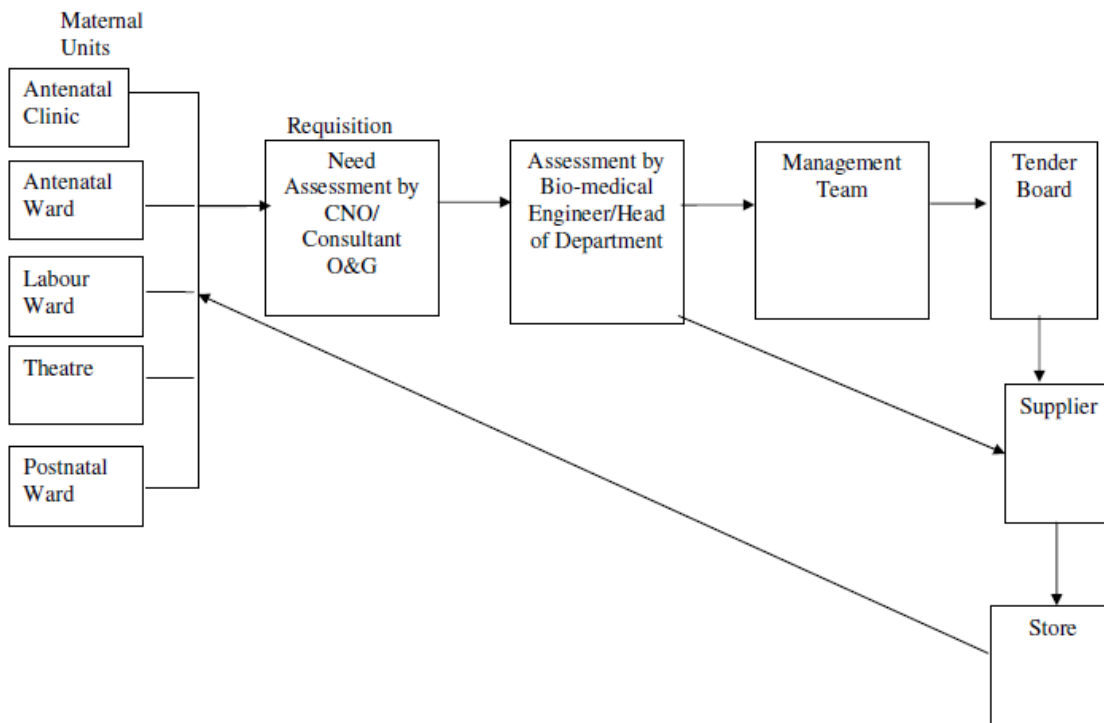 Maternal
Units
Antenatal
Clinic
Antenatal
Ward
Labour
Ward
Theatre
Postnatal
Ward
Requisition
Need
Assessment by
CNO/
Consultant
O&G
Assessment by
Bio-medical
Engineer/Head
of Department
Management
Team
Tender
Board
Supplier
Store